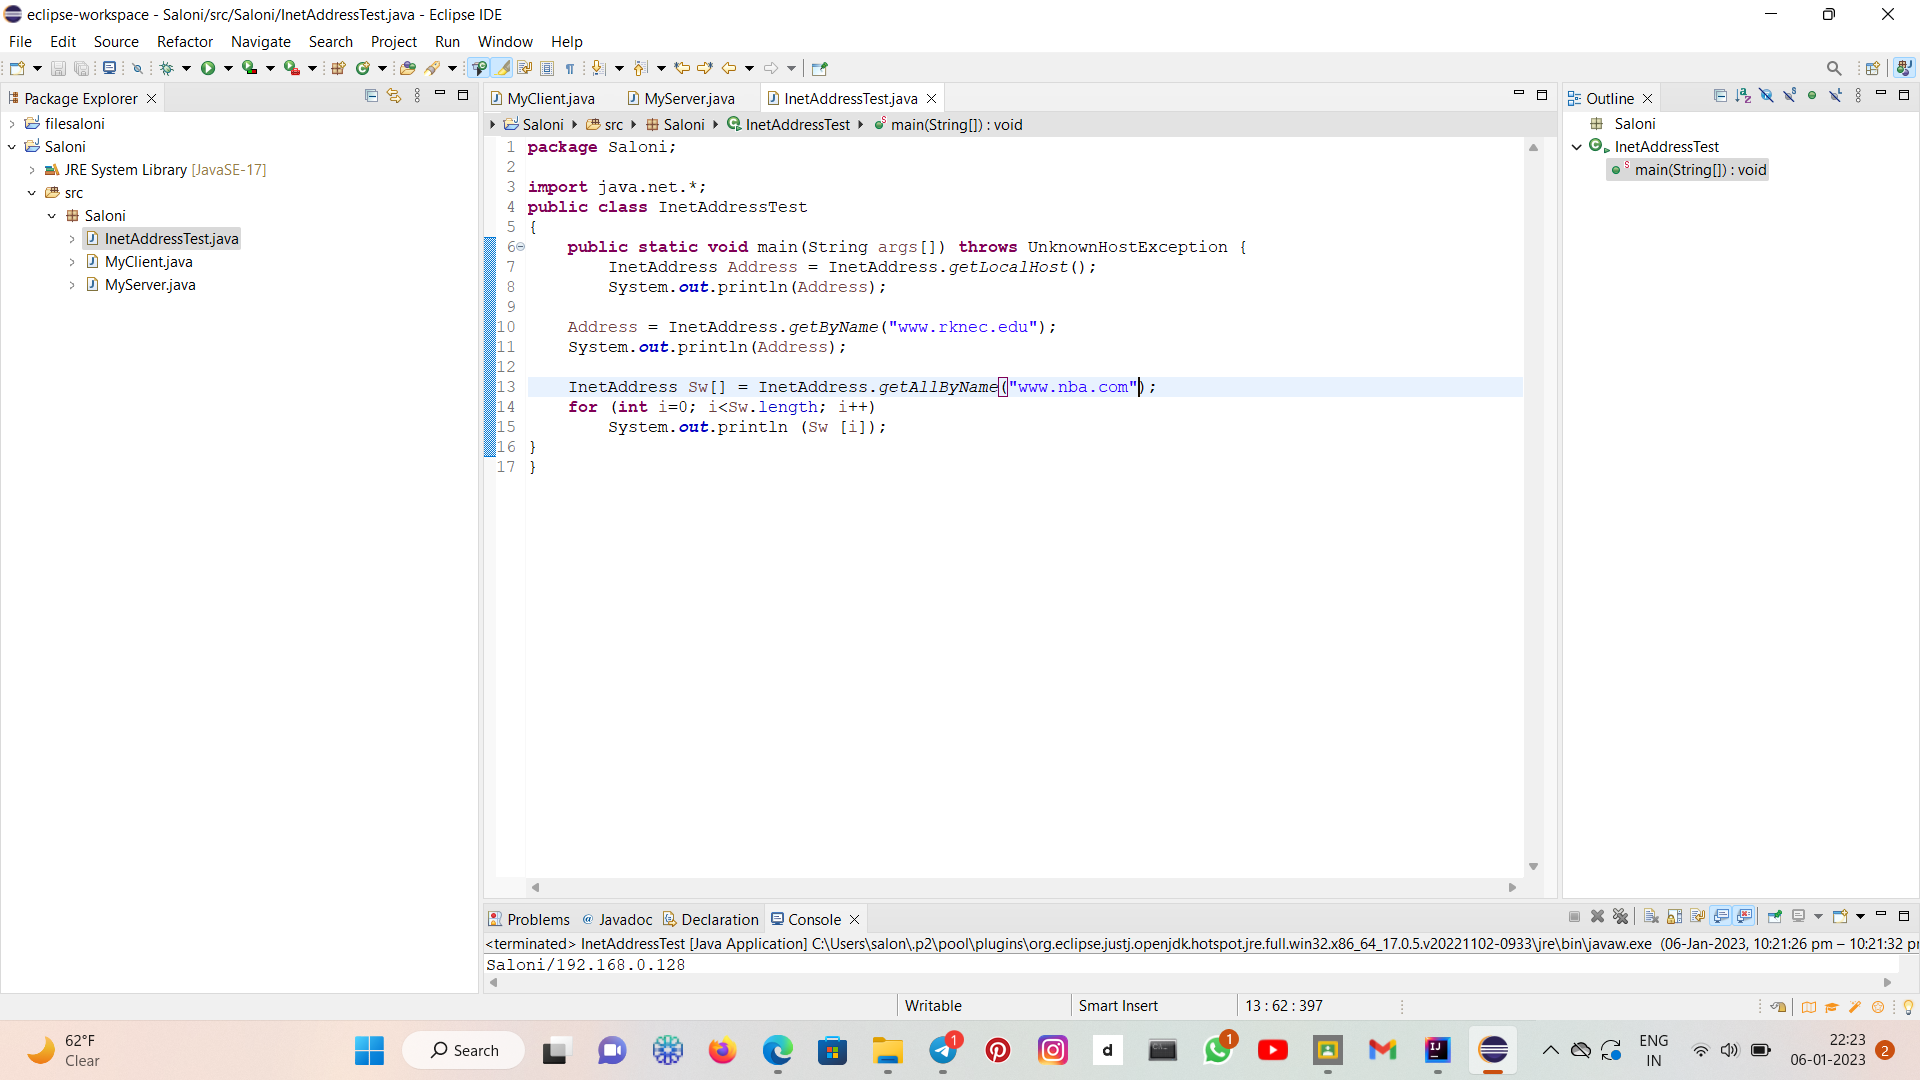 eclipse-workspace - Saloni/src/Saloni/InetAddressTest.java - Eclipse IDE
File Edit Source Refactor Navigate Search Project Run Window Help
Package Explorer
filesaloni
Saloni
JRE System Library [JavaSE-17]
src
Saloni
InetAddressTest.java
MyClient.java
MyServer.java
MyClient.java MyServer.java InetAddressTest.java
Saloni src Saloni InetAddressTest main(String[]) : void
1 package Saloni;
2
3 import java.net.*;
4 public class InetAddressTest
5 {
6 public static void main(String args[]) throws UnknownHostException {
7 InetAddress Address = InetAddress.getLocalHost();
8 System.out.println(Address);
9
10 Address = InetAddress.getByName("www.rknec.edu");
11 System.out.println(Address);
12
13 InetAddress Sw[] = InetAddress.getAllByName("www.nba.com");
14 for (int i=0; i<Sw.length; i++)
15 System.out.println (Sw [i]);
16 }
17 }
Outline
Saloni
InetAddressTest
main(String[]) : void
Problems @ Javadoc Declaration Console
<terminated> InetAddressTest [Java Application] C:\Users\salon\.p2\pool\plugins\org.eclipse.justj.openjdk.hotspot.jre.full.win32.x86_64_17.0.5.v20221102-0933\jre\bin\javaw.exe (06-Jan-2023, 10:21:26 pm – 10:21:32 p
Saloni/192.168.0.128
Writable Smart Insert 13 : 62 : 397
62°F
Clear
Search
1
d
1
IJ
ENG
IN
22:23
06-01-2023
2